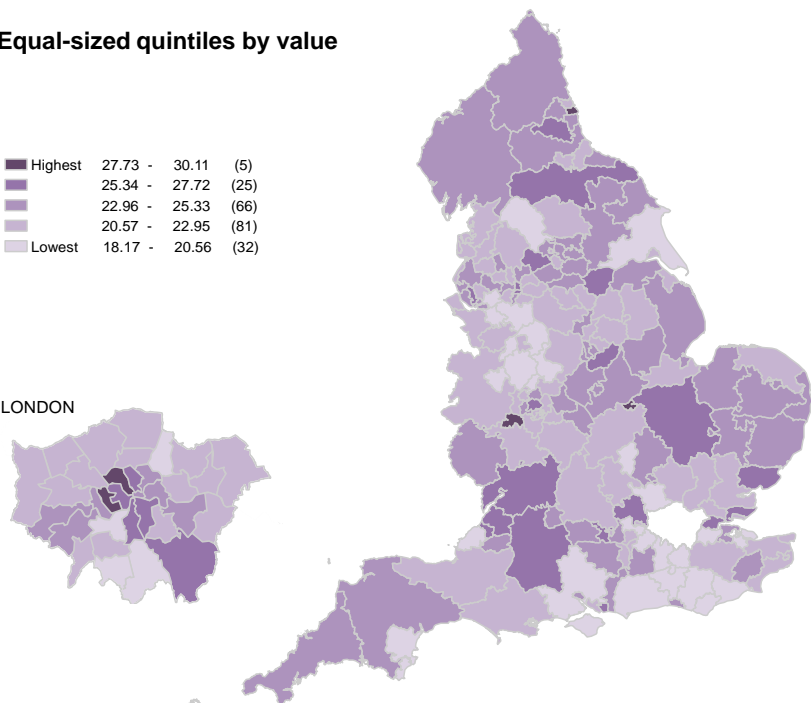 Equal-sized quintiles by value
Highest 27.73 - 30.11 (5)
25.34 - 27.72 (25)
22.96 - 25.33 (66)
20.57 - 22.95 (81)
Lowest 18.17 - 20.56 (32)
LONDON